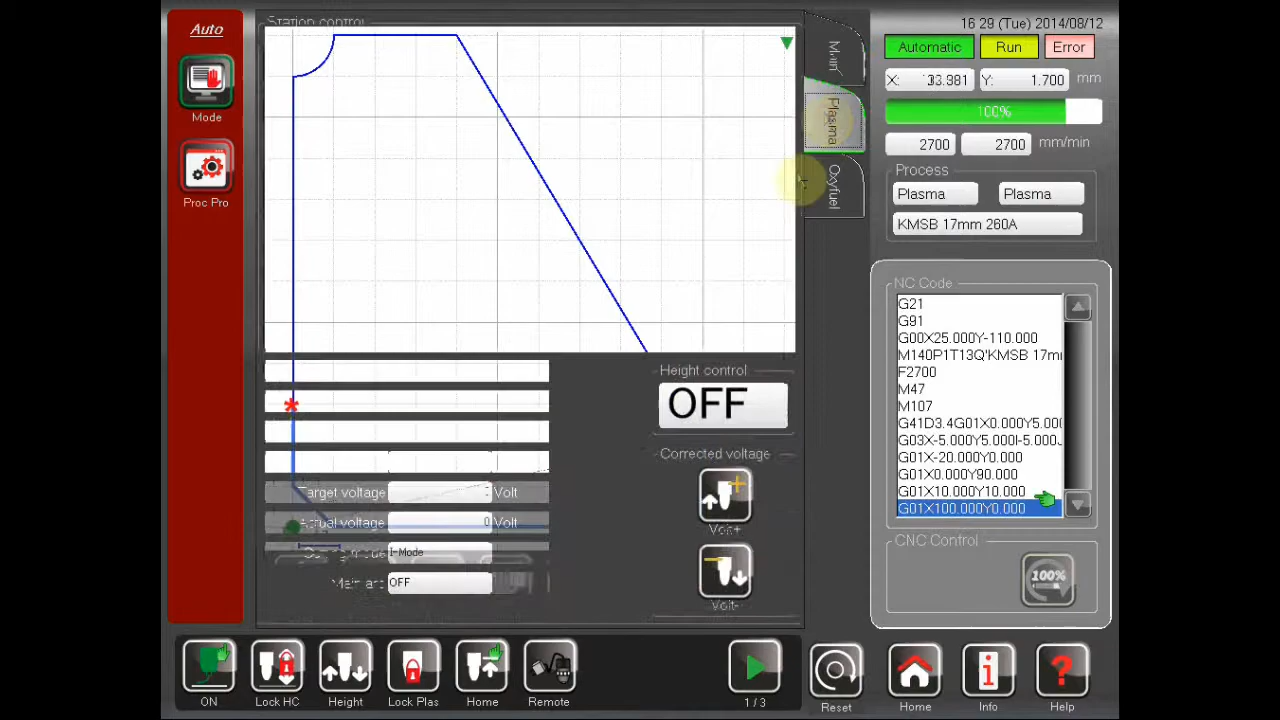 Auto
Mode
Proc Pro
Station control
Main
Plasma
Oxyfuel
Target voltage
Volt
Actual voltage
0 Volt
I-Mode
Main arc OFF
Height control
OFF
Corrected voltage
Volt+
Volt-
16 29 (Tue) 2014/08/12
Automatic Run Error
X: 33.981 Y: 1.700 mm
100%
2700 2700 mm/min
Process
Plasma Plasma
KMSB 17mm 260A
NC Code
G21
G91
G00X25.000Y-110.000
M140P1T13Q'KMSB 17m
F2700
M47
M107
G41D3.4G01X0.000Y5.00
G03X-5.000Y5.000I-5.000J
G01X-20.000Y0.000
G01X0.000Y90.000
G01X10.000Y10.000
G01X100.000Y0.000
CNC Control
100%
ON
Lock HC
Height
Lock Plas
Home
Remote
1 / 3
Reset
Home
Info
Help